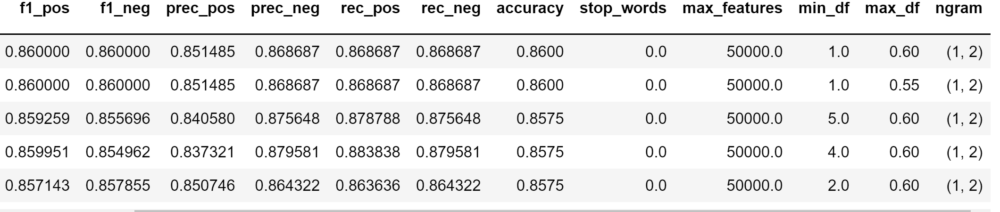 f1_pos f1_neg prec_pos prec_neg rec_pos rec_neg accuracy stop_words max_features min_df max_df ngram
0.860000 0.860000 0.851485 0.868687 0.868687 0.868687 0.8600 0.0 50000.0 1.0 0.60 (1, 2)
0.860000 0.860000 0.851485 0.868687 0.868687 0.868687 0.8600 0.0 50000.0 1.0 0.55 (1, 2)
0.859259 0.855696 0.840580 0.875648 0.878788 0.875648 0.8575 0.0 50000.0 5.0 0.60 (1, 2)
0.859951 0.854962 0.837321 0.879581 0.883838 0.879581 0.8575 0.0 50000.0 4.0 0.60 (1, 2)
0.857143 0.857855 0.850746 0.864322 0.863636 0.864322 0.8575 0.0 50000.0 2.0 0.60 (1, 2)